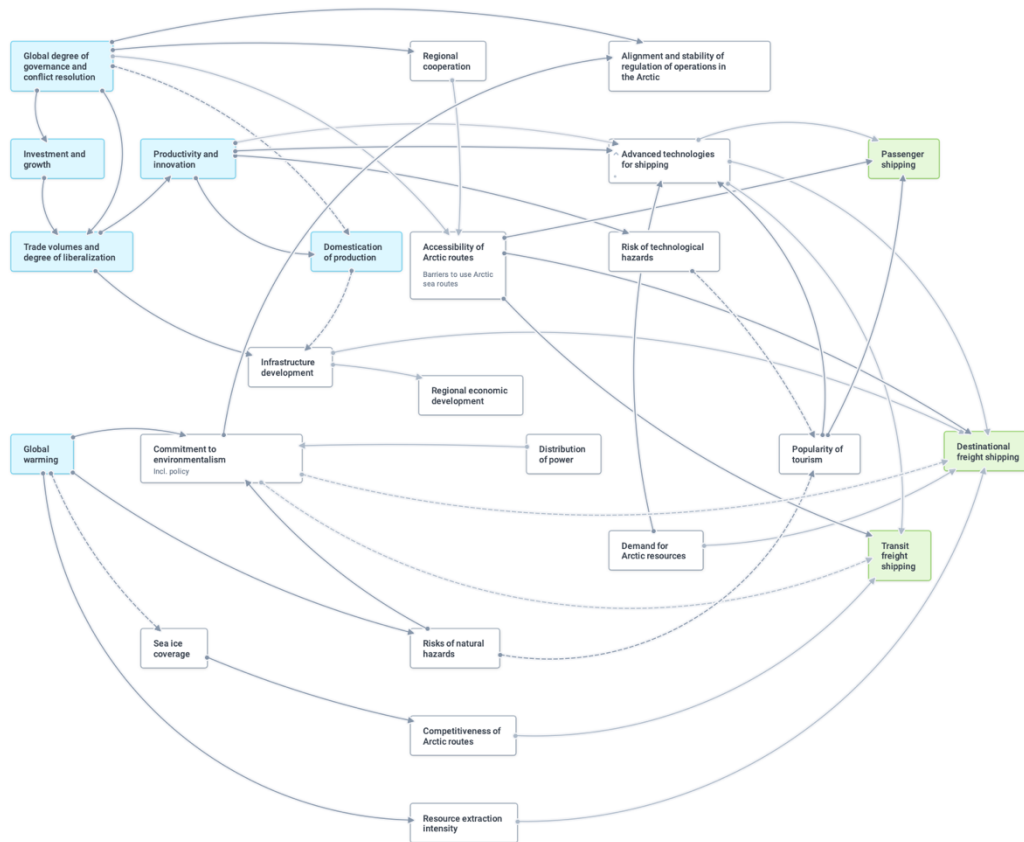 Global degree of
governance and
conflict resolution
Regional
cooperation
Alignment and stability of
regulation of operations in
the Arctic
Investment and
growth
Productivity and
innovation
Advanced technologies
for shipping
Passenger
shipping
Trade volumes and
degree of liberalization
Domestication
of production
Accessibility of
Arctic routes
Barriers to use Arctic
sea routes
Risk of technological
hazards
Infrastructure
development
Regional economic
development
Global
warming
Commitment to
environmentalism
Incl. policy
Distribution
of power
Popularity of
tourism
Destinational
freight shipping
Demand for
Arctic resources
Transit
freight
shipping
Sea ice
coverage
Risks of natural
hazards
Competitiveness of
Arctic routes
Resource extraction
intensity